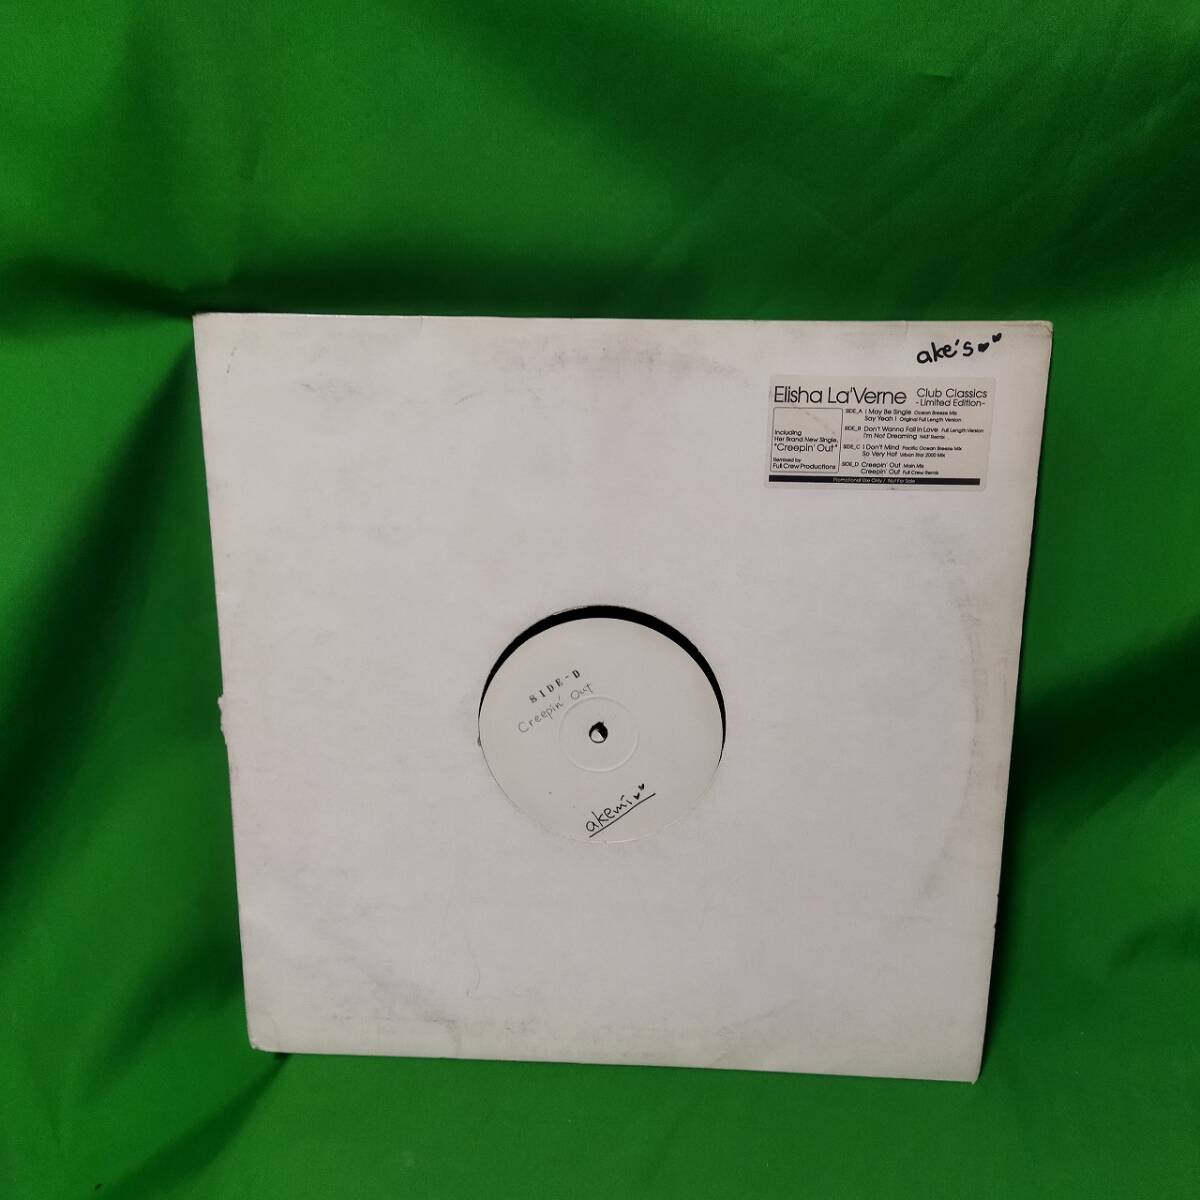 ake's
Elisha La'Verne
Club Classics
-Limited Edition-
Including
Her Brand New Single,
"Creepin' Out"
Remixed by
Full Crew Productions
SIDE_A I May Be Single Ocean Breeze Mix
Say Yeah ! Original Full Length Version
SIDE_B Don't Wanna Fall In Love Full Length Version
I'm Not Dreaming Remix
SIDE_C I Don't Mind Pacific Ocean Breeze Mix
So Very Hot Urban Star 2000 Mix
SIDE_D Creepin' Out Main Mix
Creepin' Out Full Crew Remix
Promotional Use Only / Not For Sale
SIDE-D
Creepin' Out
akemi